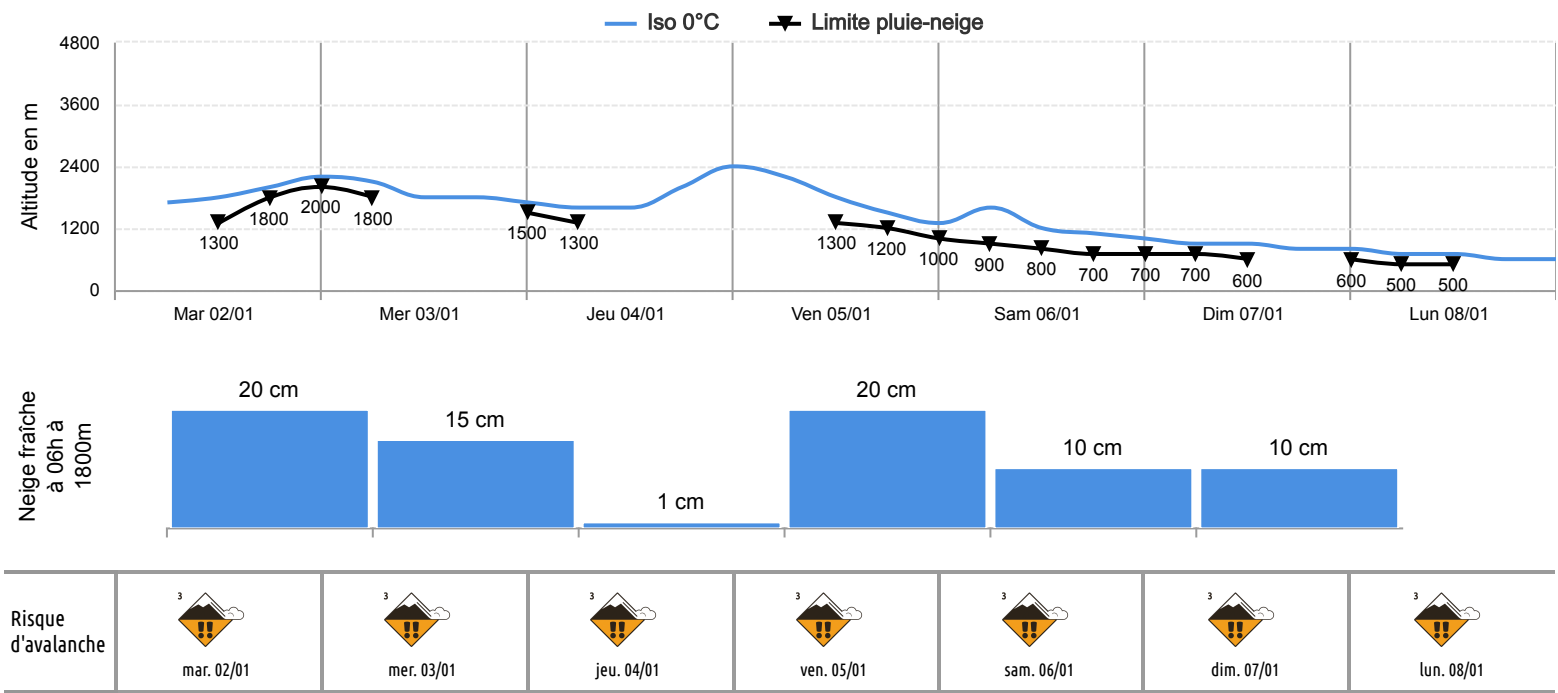 Iso 0°C Limite pluie-neige
Altitude en m
4800
3600
2400
1200
0
1300 1800 2000 1800 1500 1300 1300 1200 1000 900 800 700 700 700 600 600 500 500
Mar 02/01 Mer 03/01 Jeu 04/01 Ven 05/01 Sam 06/01 Dim 07/01 Lun 08/01
Neige fraîche
à 06h à
1800m
20 cm 15 cm 1 cm 20 cm 10 cm 10 cm
Risque
d'avalanche
3 3 3 3 3 3 3
!! !! !! !! !! !! !!
mar. 02/01 mer. 03/01 jeu. 04/01 ven. 05/01 sam. 06/01 dim. 07/01 lun. 08/01